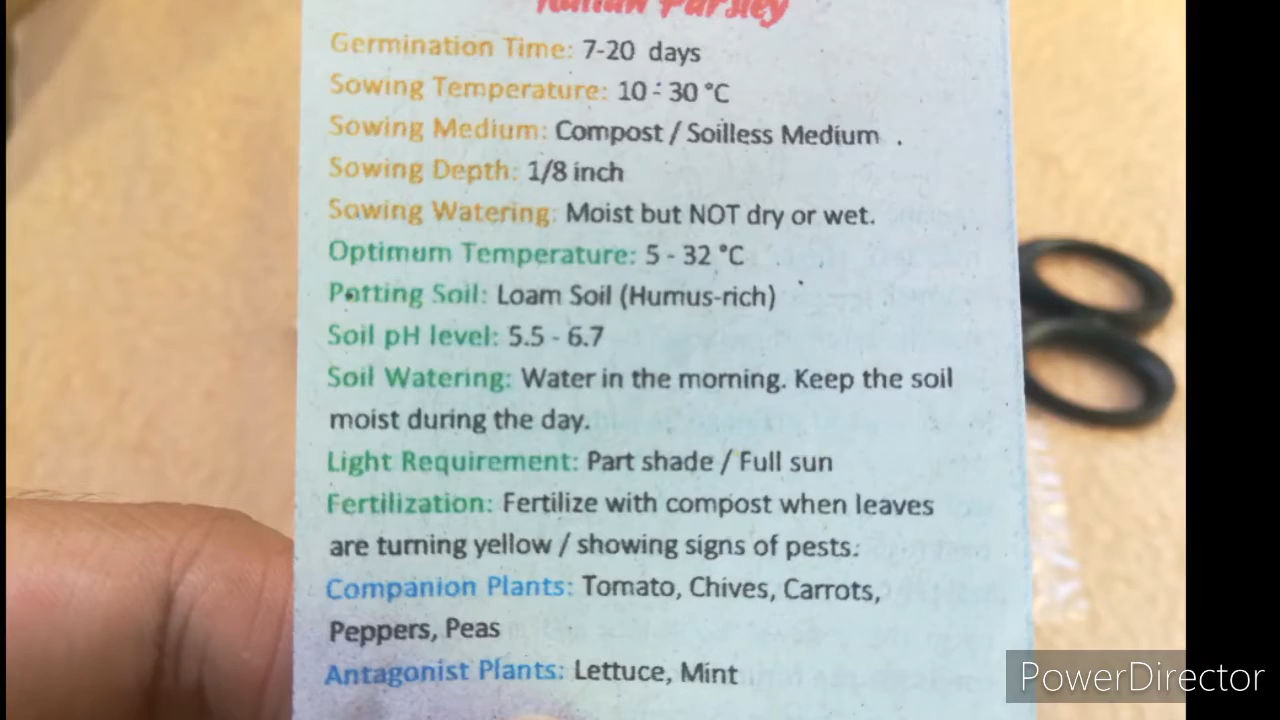 Italian Parsley
Germination Time: 7-20 days
Sowing Temperature: 10 - 30 °C
Sowing Medium: Compost / Soilless Medium .
Sowing Depth: 1/8 inch
Sowing Watering: Moist but NOT dry or wet.
Optimum Temperature: 5 - 32 °C
Potting Soil: Loam Soil (Humus-rich)
Soil pH level: 5.5 - 6.7
Soil Watering: Water in the morning. Keep the soil
moist during the day.
Light Requirement: Part shade / Full sun
Fertilization: Fertilize with compost when leaves
are turning yellow / showing signs of pests.
Companion Plants: Tomato, Chives, Carrots,
Peppers, Peas
Antagonist Plants: Lettuce, Mint
PowerDirector